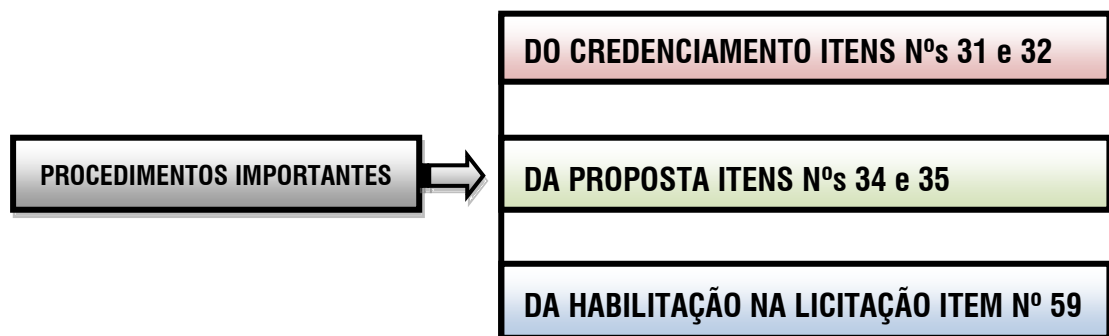 PROCEDIMENTOS IMPORTANTES
DO CREDENCIAMENTO ITENS Nºs 31 e 32
DA PROPOSTA ITENS Nºs 34 e 35
DA HABILITAÇÃO NA LICITAÇÃO ITEM Nº 59